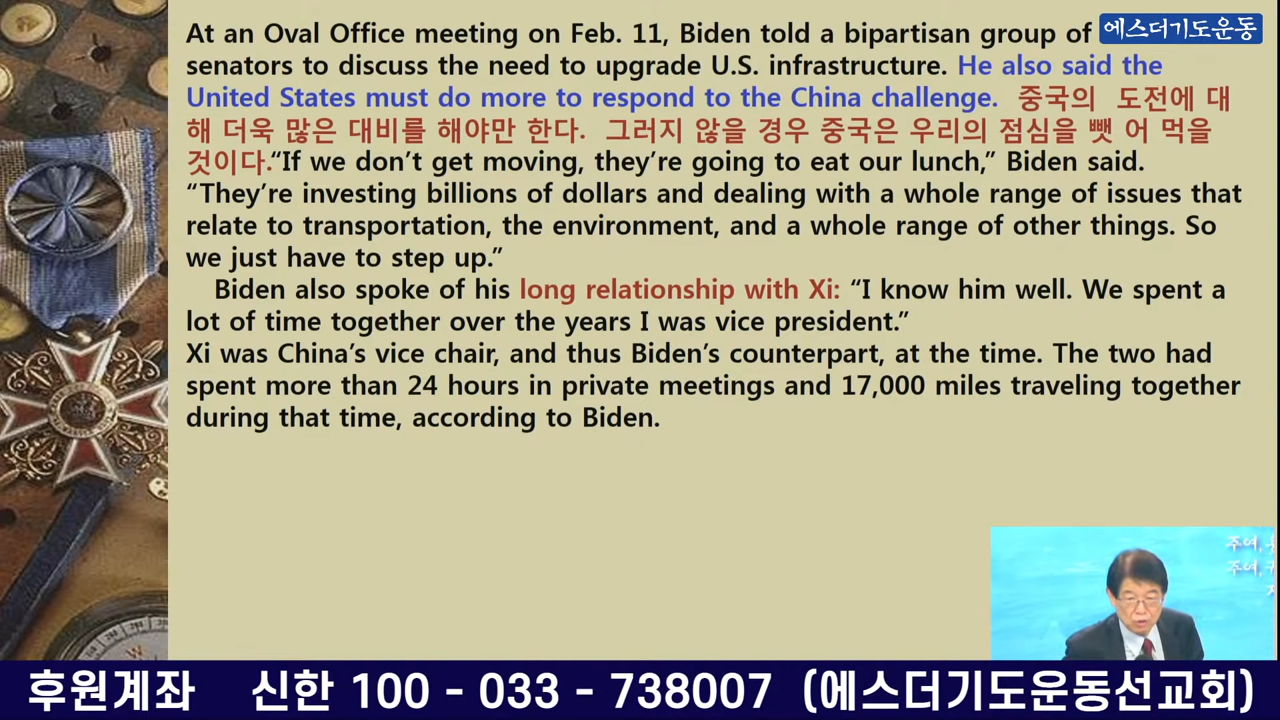 At an Oval Office meeting on Feb. 11, Biden told a bipartisan group of
에스더기도운동
senators to discuss the need to upgrade U.S. infrastructure. He also said the
United States must do more to respond to the China challenge. 중국의 도전에 대
해 더욱 많은 대비를 해야만 한다. 그러지 않을 경우 중국은 우리의 점심을 뺏 어 먹을
것이다.“If we don’t get moving, they’re going to eat our lunch,” Biden said.
“They’re investing billions of dollars and dealing with a whole range of issues that
relate to transportation, the environment, and a whole range of other things. So
we just have to step up.”
Biden also spoke of his long relationship with Xi: “I know him well. We spent a
lot of time together over the years I was vice president.”
Xi was China’s vice chair, and thus Biden’s counterpart, at the time. The two had
spent more than 24 hours in private meetings and 17,000 miles traveling together
during that time, according to Biden.
주여,
주여,
후원계좌 신한 100 - 033 - 738007 (에스더기도운동선교회)